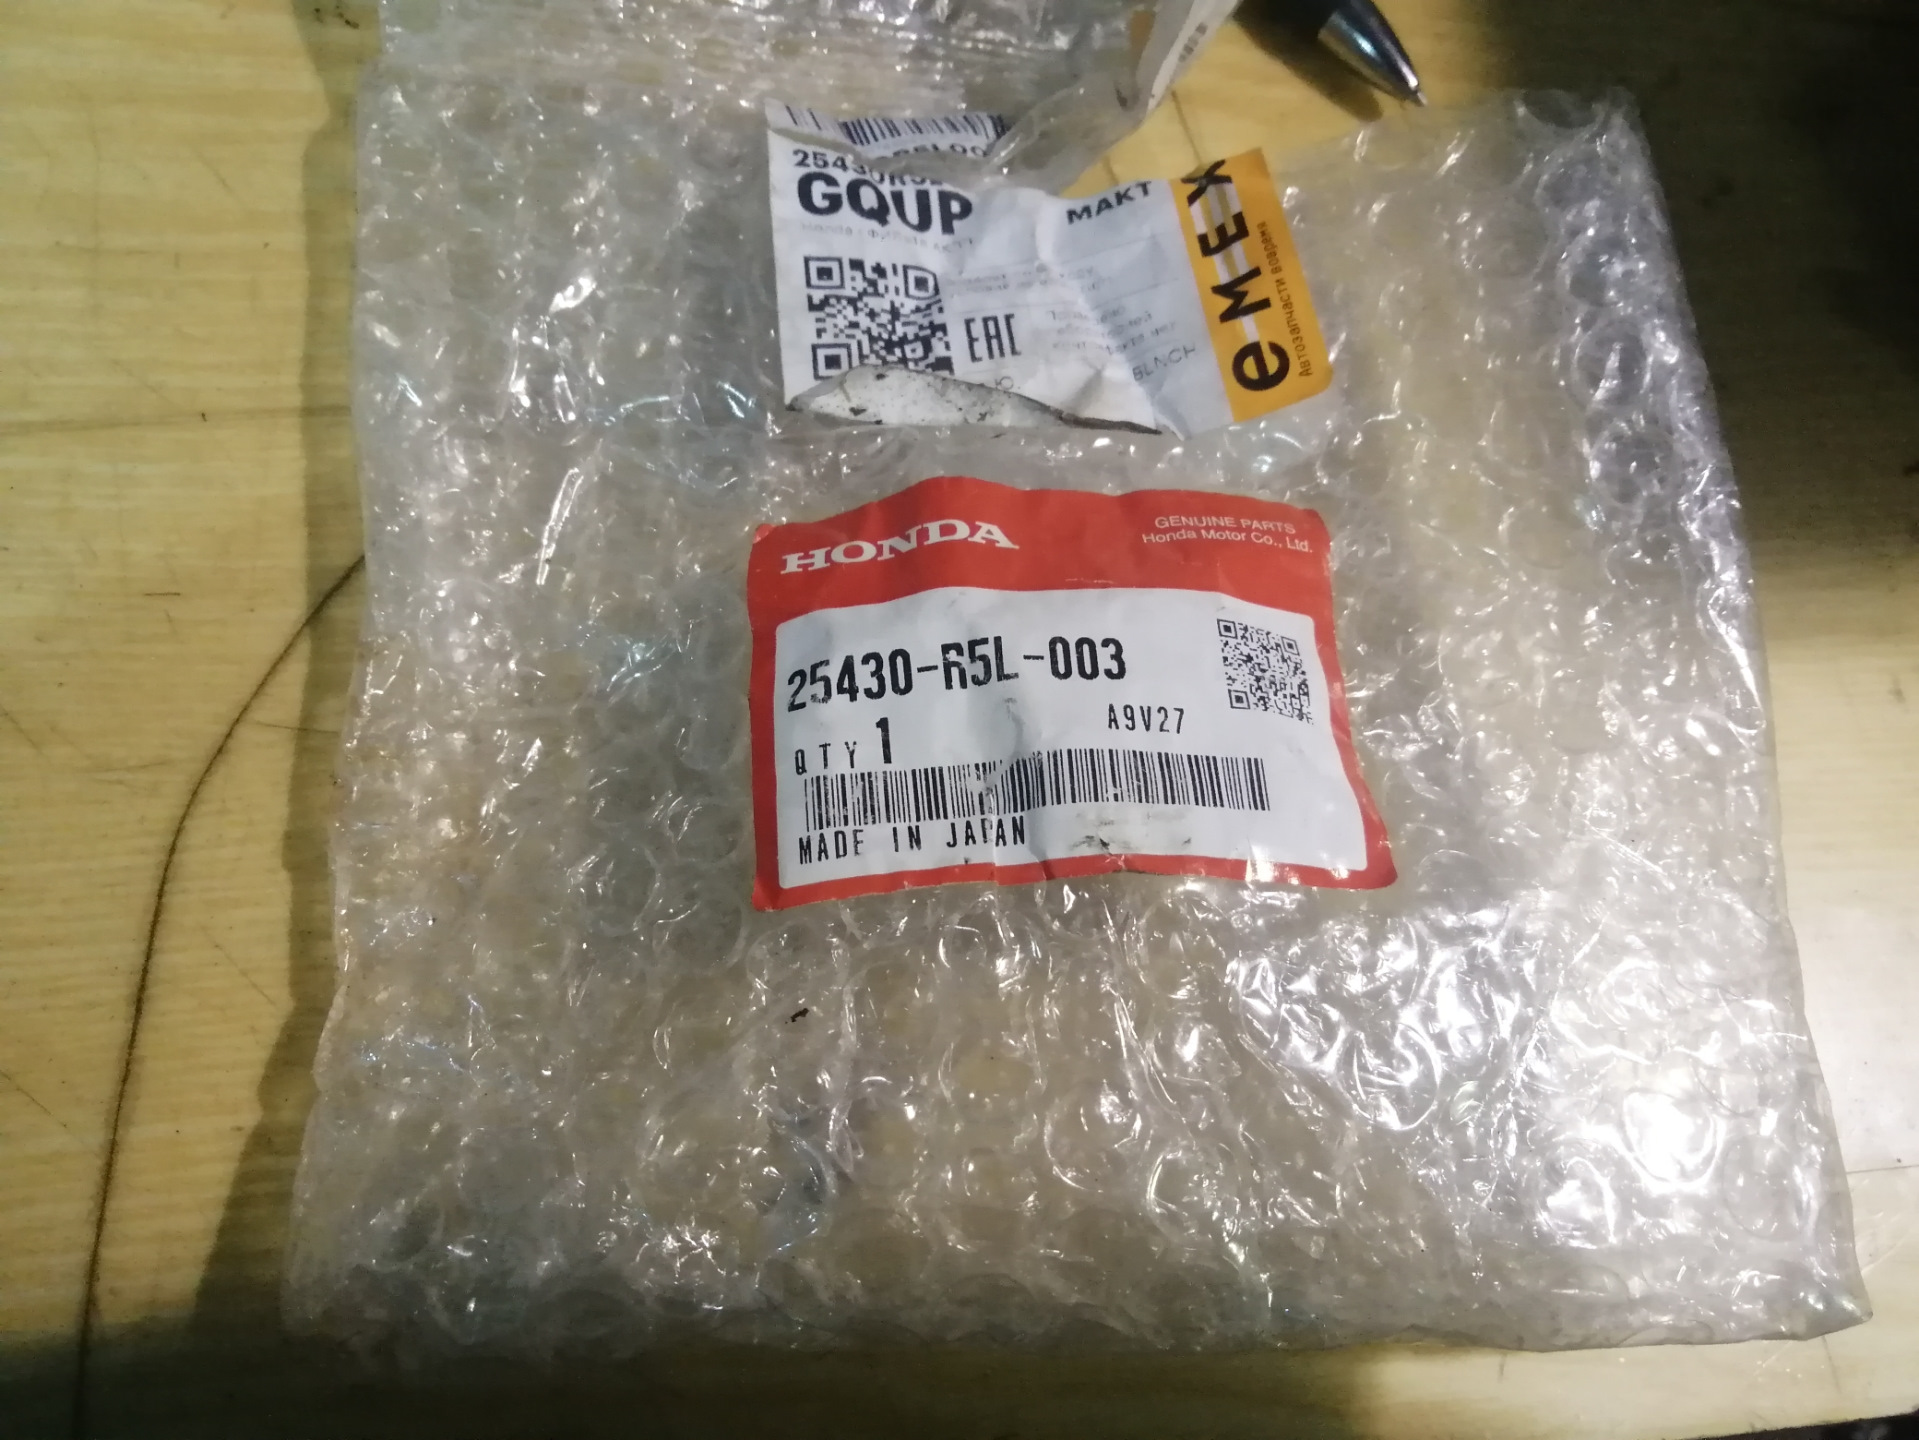 GQUP
MAKT
EAC
BLNCH
eMEX
Автозапчасти вовремя
HONDA
GENUINE PARTS
Honda Motor Co., Ltd.
25430-R5L-003
A9V27
QTY 1
MADE IN JAPAN